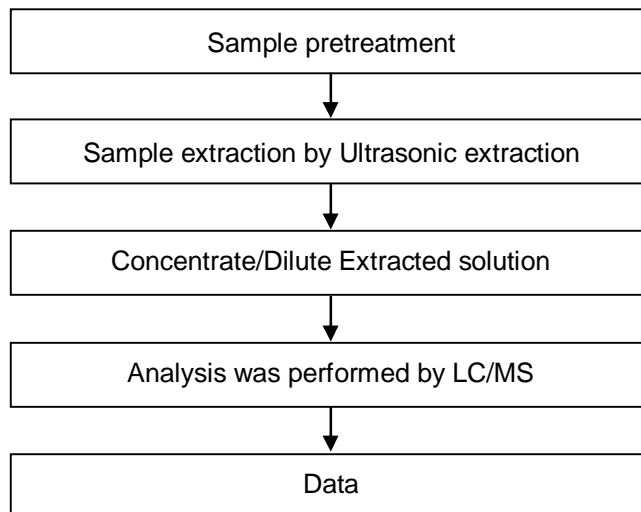 Sample pretreatment
Sample extraction by Ultrasonic extraction
Concentrate/Dilute Extracted solution
Analysis was performed by LC/MS
Data